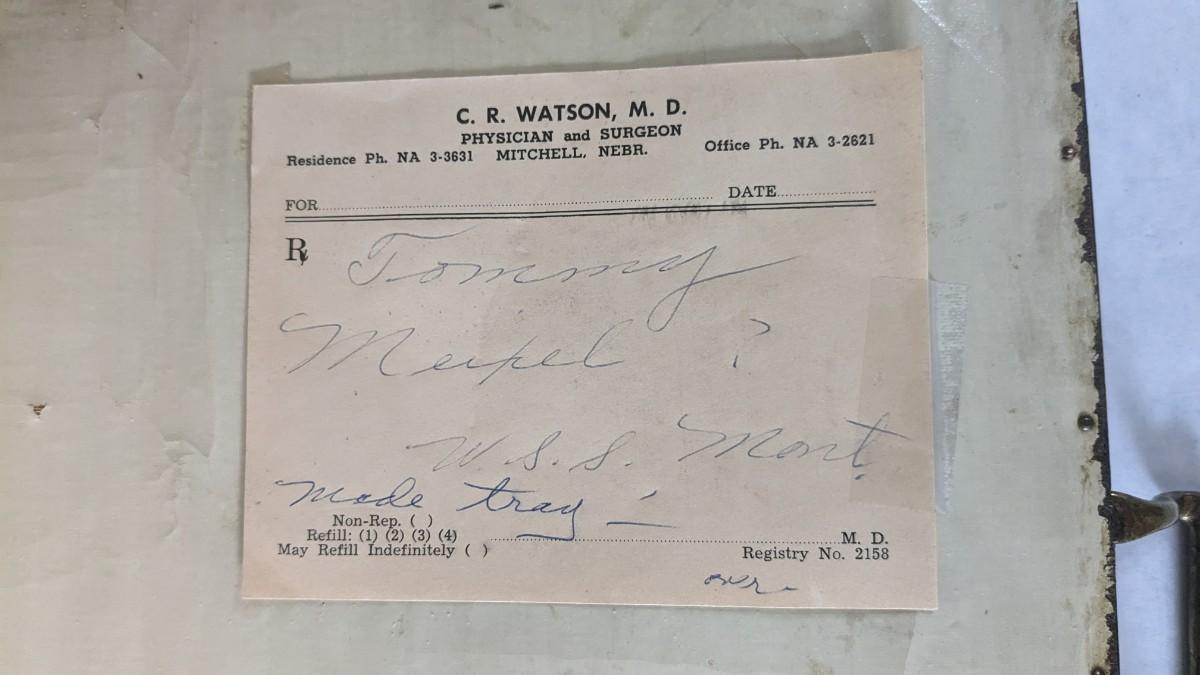 C. R. WATSON, M. D.
PHYSICIAN and SURGEON
Residence Ph. NA 3-3631 MITCHELL, NEBR. Office Ph. NA 3-2621
FOR DATE
Rx Tommy
Meipel ?
W.S.S. Mont.
Made tray —
Non-Rep. ( )
Refill: (1) (2) (3) (4) M. D.
May Refill Indefinitely ( ) Registry No. 2158
over